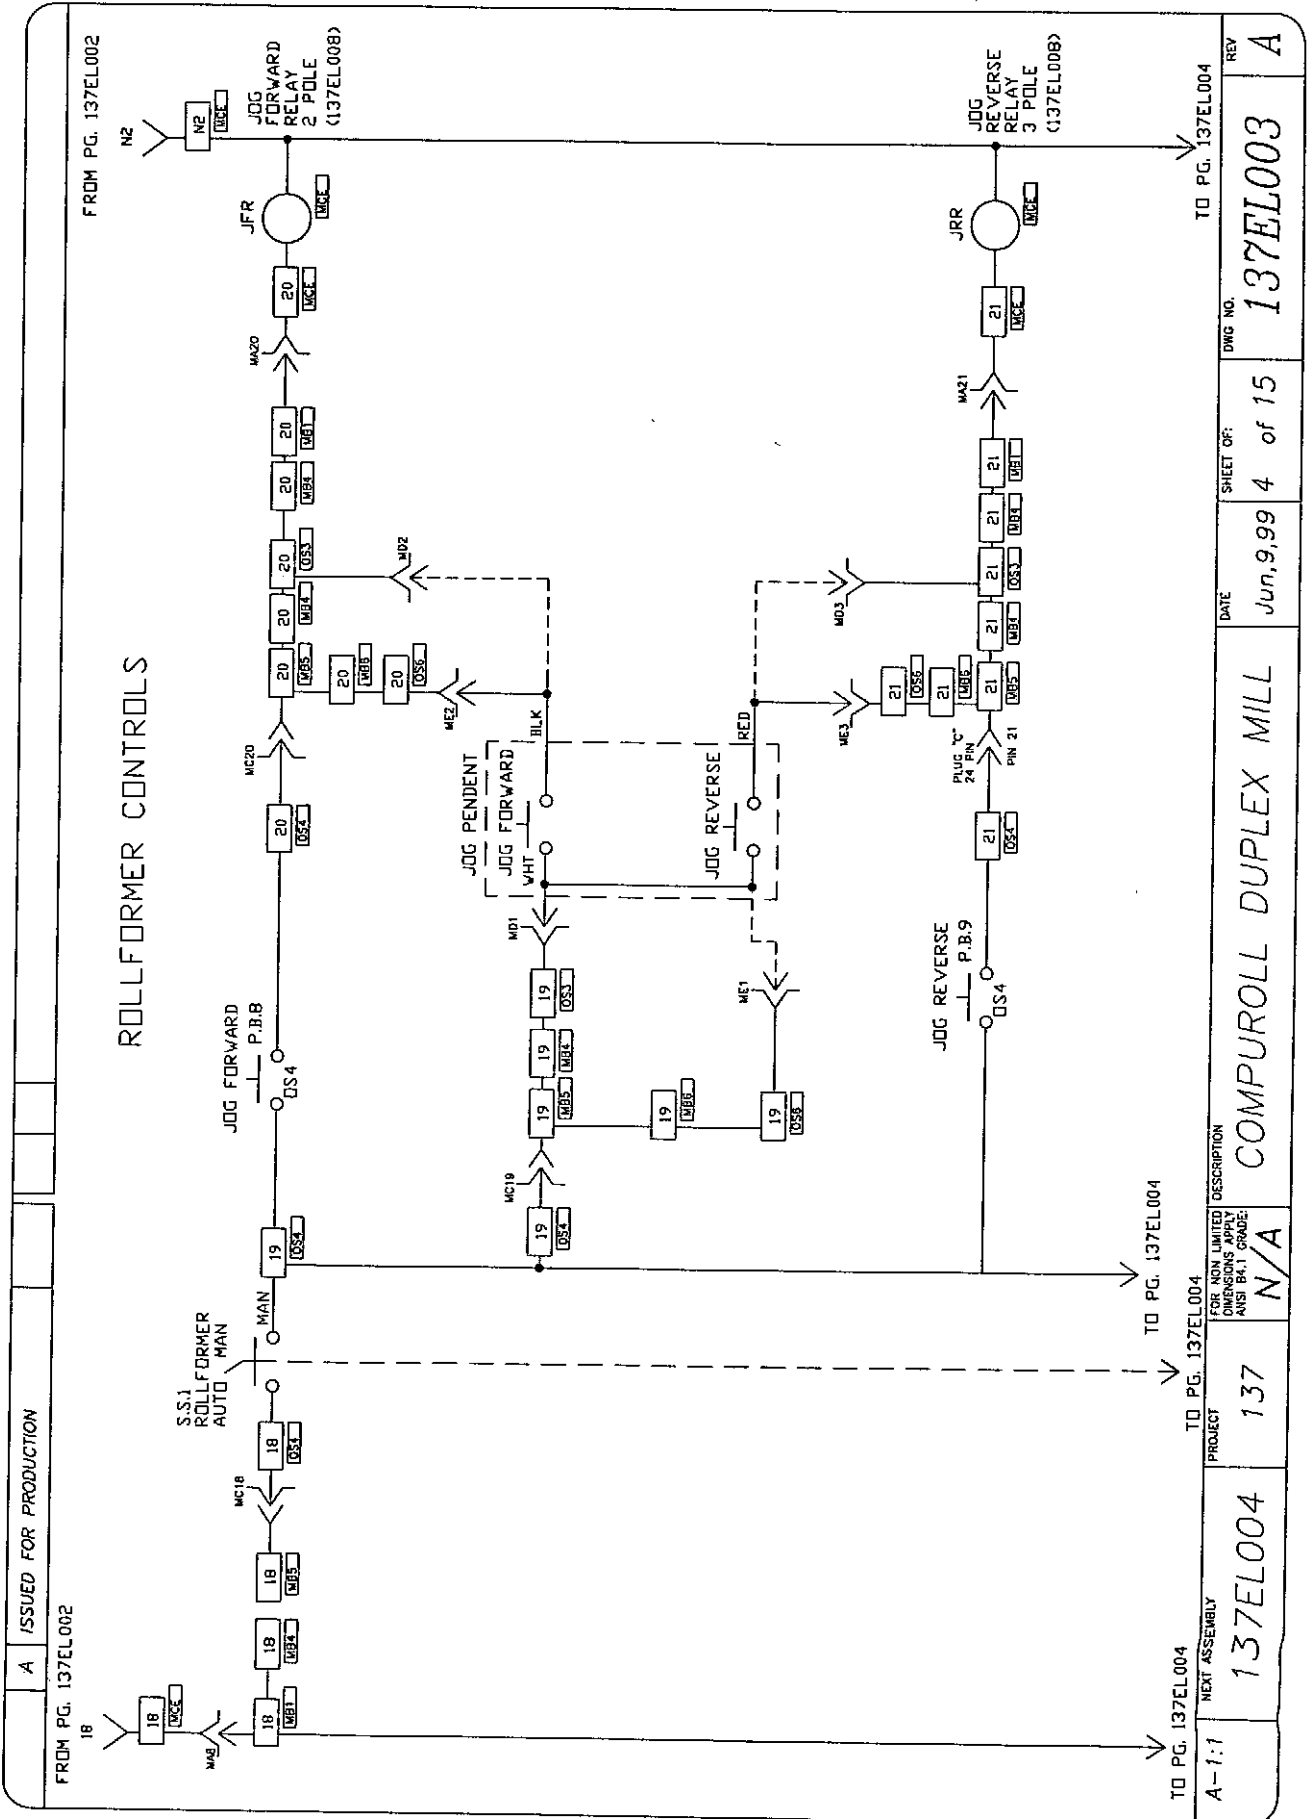 A ISSUED FOR PRODUCTION
FROM PG. 137EL002
FROM PG. 137EL002
ROLLFORMER CONTROLS
18
18
MCE
MA8
18
MB1
18
MB4
18
MB5
MC18
18
OS4
S.S.1
ROLLFORMER
AUTO MAN
MAN
19
OS4
JOG FORWARD
P.B.8
OS4
20
OS4
MC20
20
MB5
20
MB4
20
OS3
20
MB4
20
MB1
MA20
20
MCE
JFR
MCE
N2
N2
MCE
JOG
FORWARD
RELAY
2 POLE
(137EL008)
20
MB6
20
OS6
ME2
MD2
19
OS4
MC19
19
MB5
19
MB4
19
OS3
MD1
JOG PENDENT
JOG FORWARD
WHT
BLK
19
MB6
19
OS6
ME1
JOG REVERSE
RED
MD3
ME3
21
OS6
21
MB6
JOG REVERSE
P.B.9
OS4
21
OS4
PLUG "C"
24 PIN
PIN 21
21
MB5
21
MB4
21
OS3
21
MB4
21
MB1
MA21
21
MCE
JRR
MCE
JOG
REVERSE
RELAY
3 POLE
(137EL008)
TO PG. 137EL004
TO PG. 137EL004
TO PG. 137EL004
TO PG. 137EL004
A-1:1
NEXT ASSEMBLY
137EL004
PROJECT
137
FOR NON LIMITED
DIMENSIONS APPLY
ANSI B4.1 GRADE:
N/A
DESCRIPTION
COMPUROLL DUPLEX MILL
DATE
Jun,9,99
SHEET OF:
4 of 15
DWG NO.
137EL003
REV
A